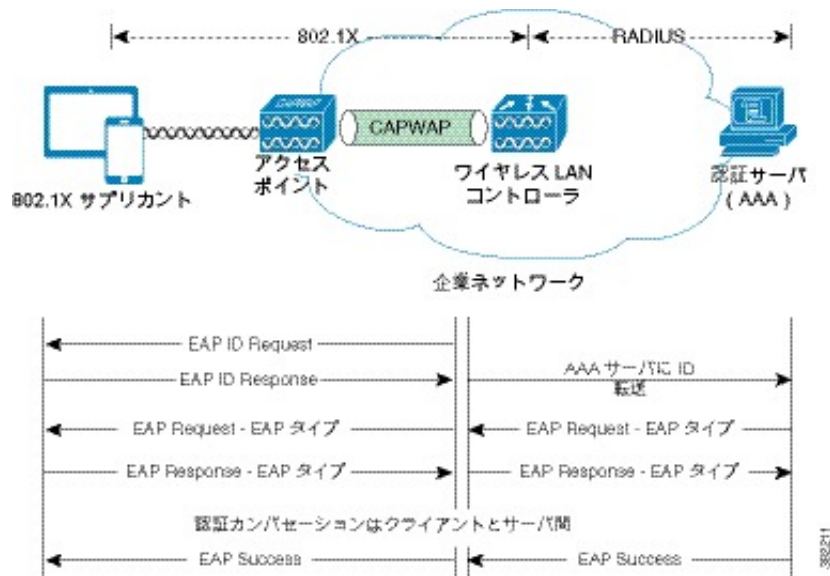 802.1X
RADIUS
CAPWAP
802.1X サプリカント
アクセス
ポイント
ワイヤレス LAN
コントローラ
認証サーバ
( AAA )
企業ネットワーク
EAP ID Request
EAP ID Response
AAA サーバに ID
転送
EAP Request - EAP タイプ
EAP Request - EAP タイプ
EAP Response - EAP タイプ
EAP Response - EAP タイプ
認証カンバセーションはクライアントとサーバ間
EAP Success
EAP Success
382211